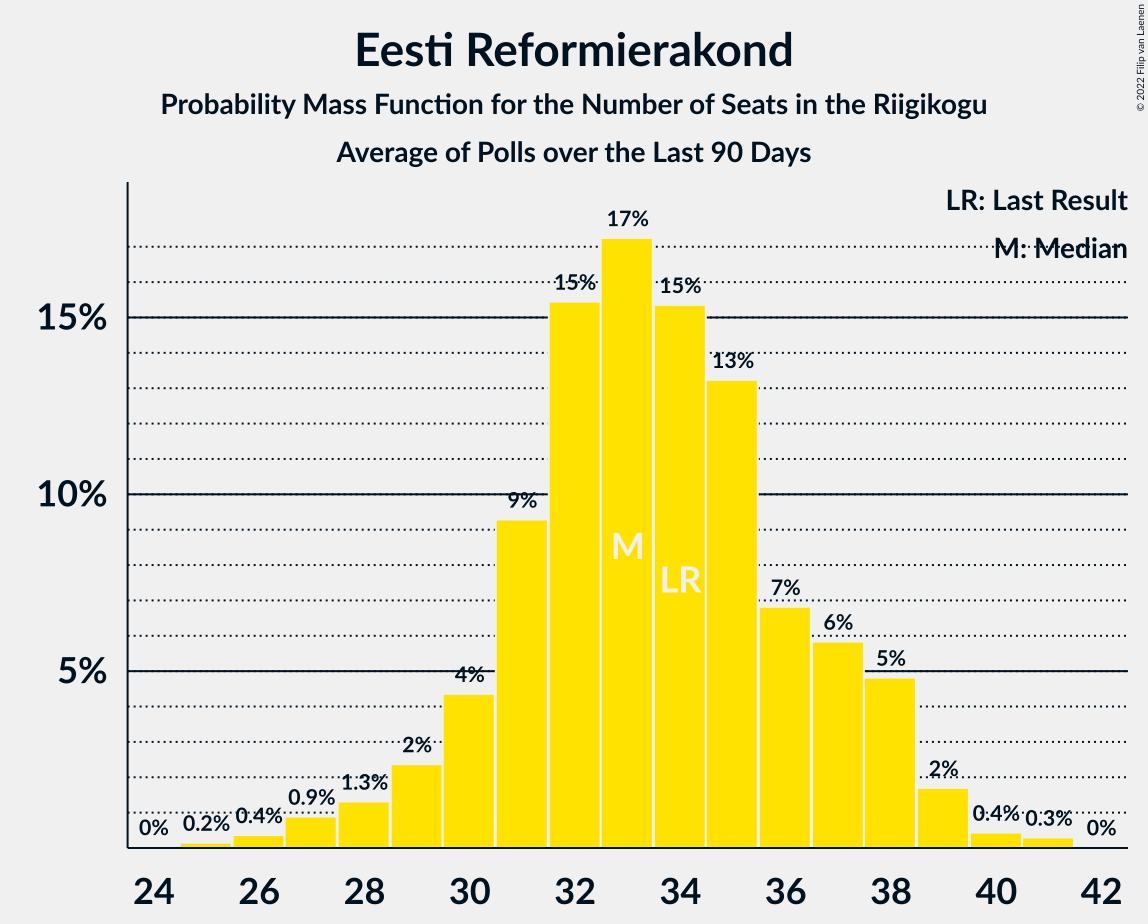 Eesti Reformierakond
Probability Mass Function for the Number of Seats in the Riigikogu
Average of Polls over the Last 90 Days
© 2022 Filip van Laenen
LR: Last Result
M: Median
15%
10%
5%
0%
0.2%
0.4%
0.9%
1.3%
2%
4%
9%
15%
17%
15%
13%
7%
6%
5%
2%
0.4%
0.3%
0%
M
LR
24 26 28 30 32 34 36 38 40 42